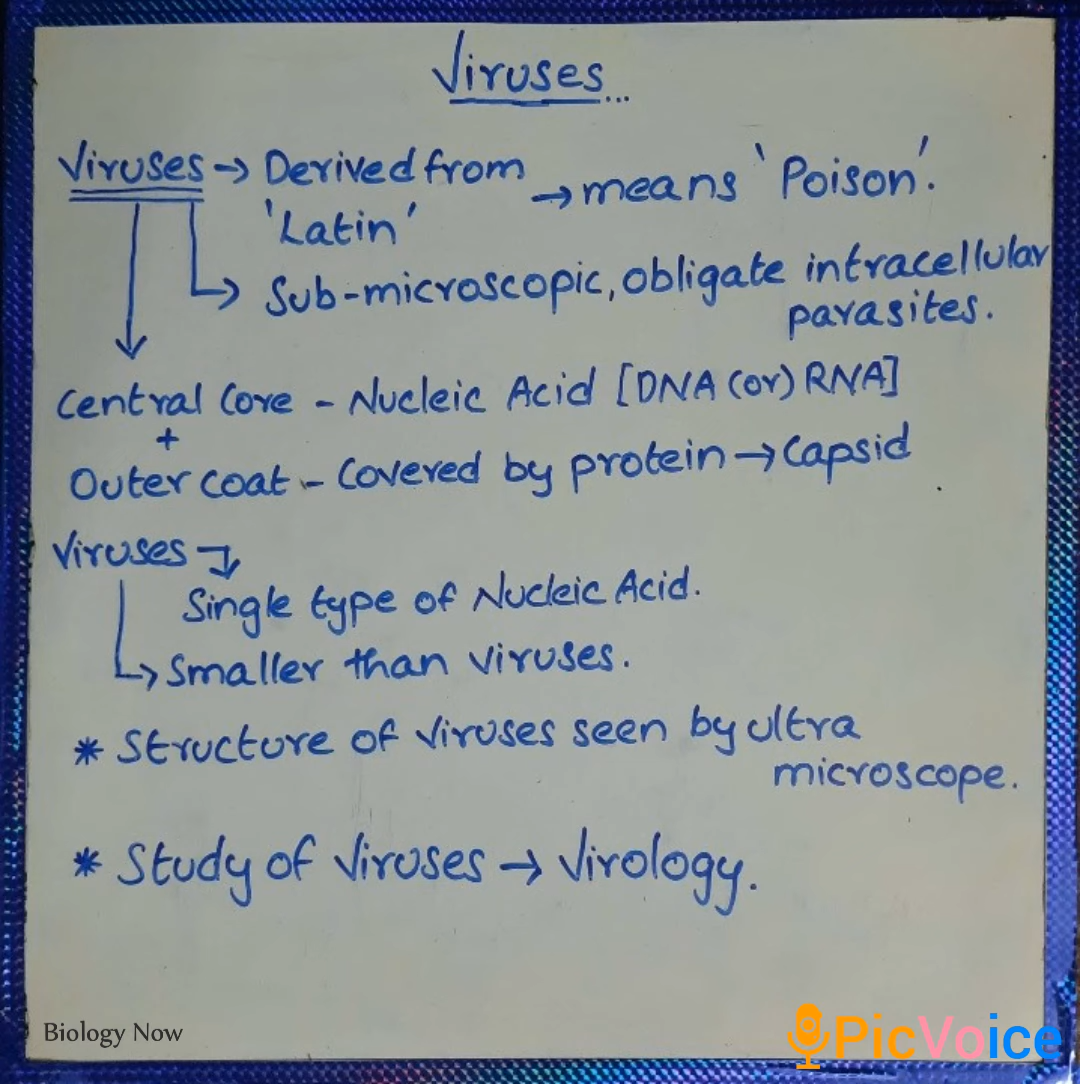 Viruses...
Viruses → Derived from → means 'Poison'.
'Latin'
↳ Sub-microscopic, obligate intracellular
parasites.
Central Core - Nucleic Acid [DNA (or) RNA]
+
Outer coat - Covered by protein → Capsid
Viruses ↴
Single type of Nucleic Acid.
↳ Smaller than viruses.
* Structure of viruses seen by ultra
microscope.
* Study of Viruses → Virology.
Biology Now
PicVoice